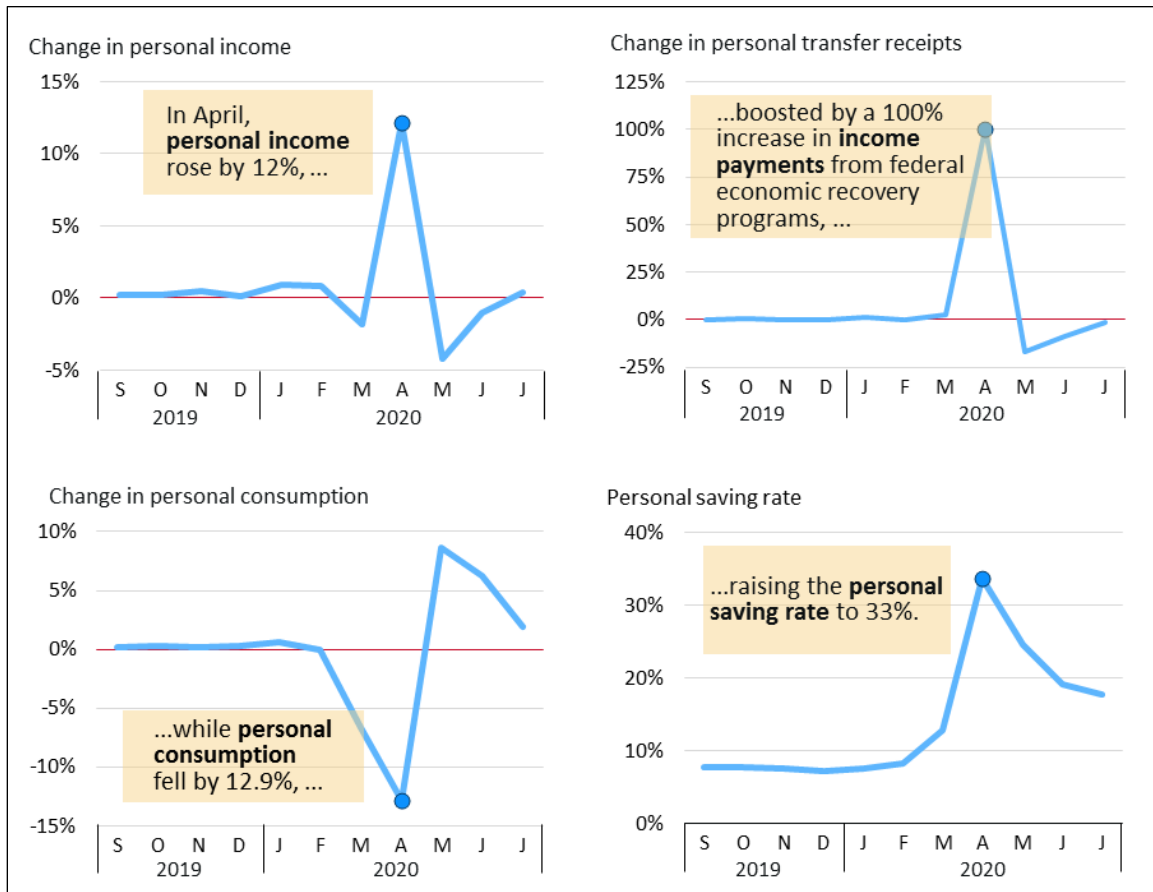 Change in personal income
15%
10%
5%
0%
-5%
In April,
personal income
rose by 12%, ...
S O N D J F M A M J J
2019 2020
Change in personal transfer receipts
125%
100%
75%
50%
25%
0%
-25%
...boosted by a 100%
increase in income
payments from federal
economic recovery
programs, ...
S O N D J F M A M J J
2019 2020
Change in personal consumption
10%
5%
0%
-5%
-10%
-15%
...while personal
consumption
fell by 12.9%, ...
S O N D J F M A M J J
2019 2020
Personal saving rate
40%
30%
20%
10%
0%
...raising the personal
saving rate to 33%.
S O N D J F M A M J J
2019 2020